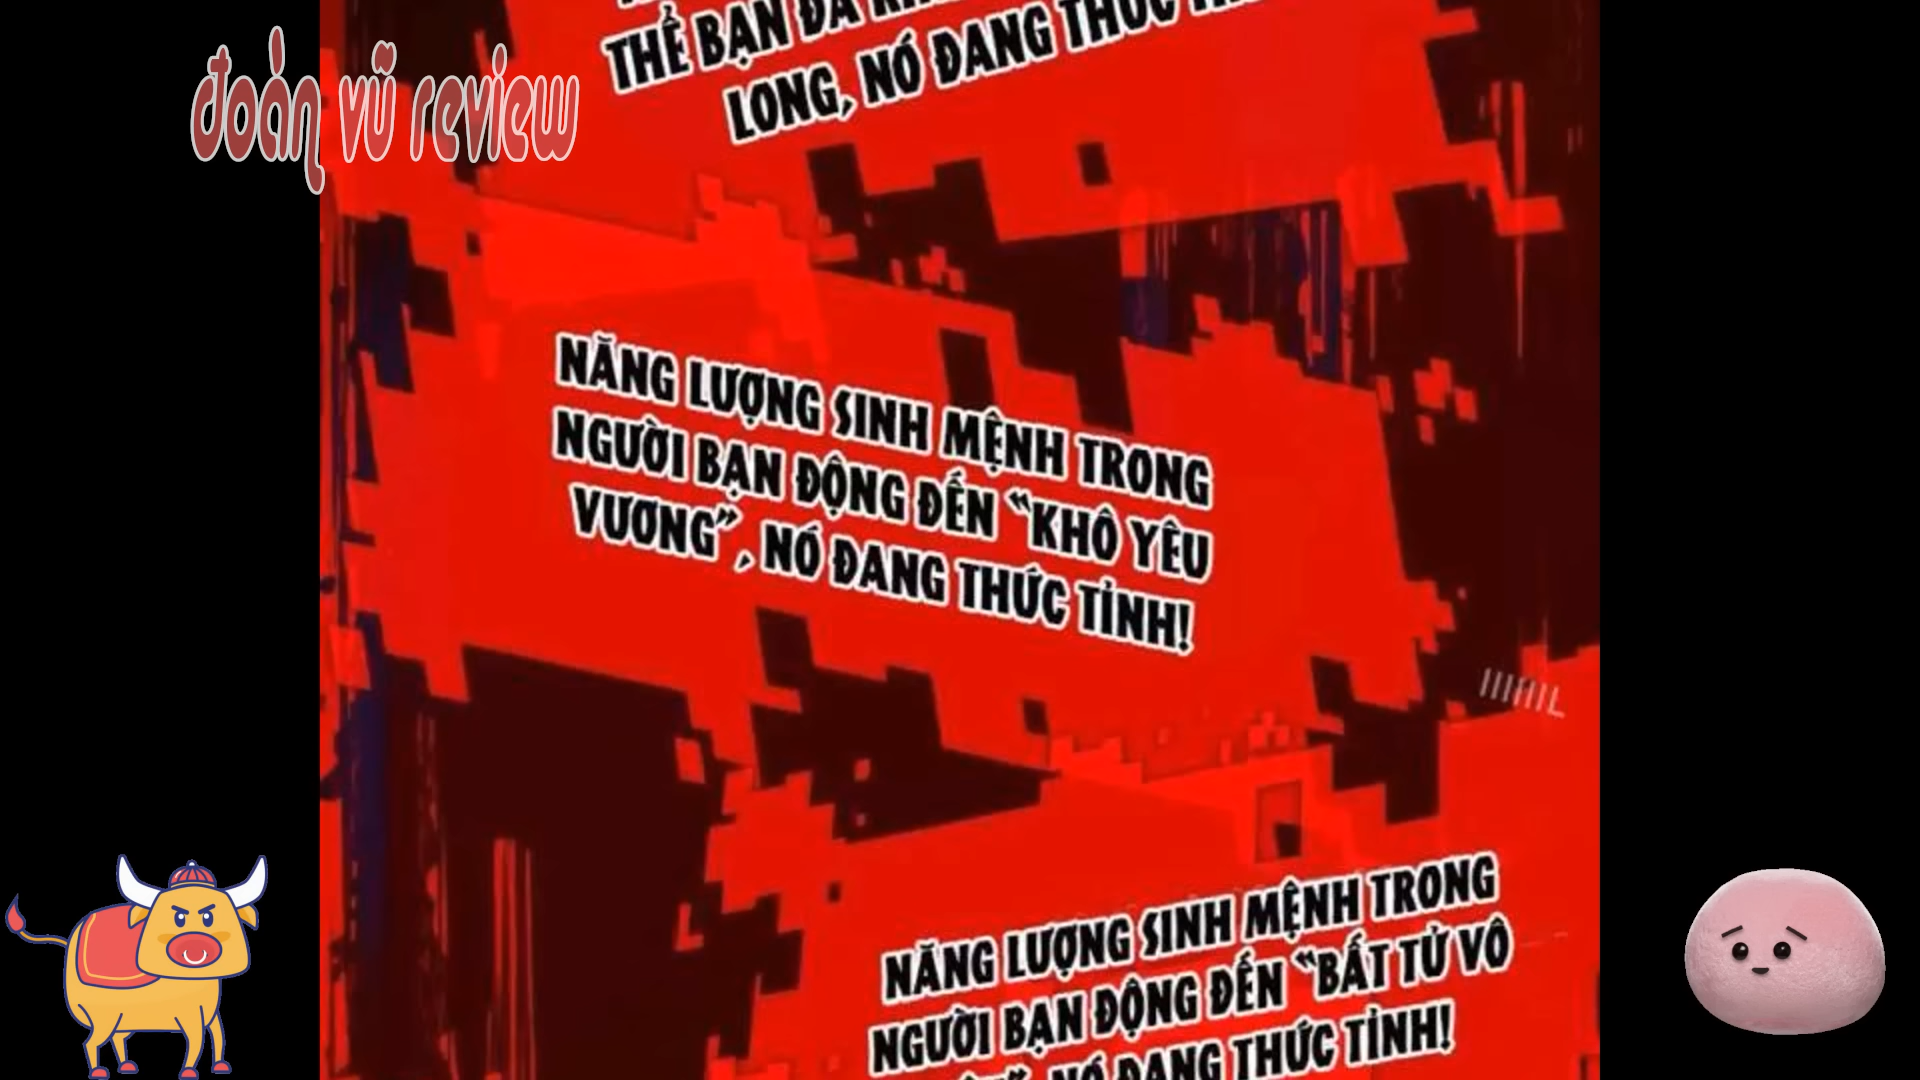 THỂ BẠN ĐÃ
LONG, NÓ ĐANG THỨC
đoàn vũ review
NĂNG LƯỢNG SINH MỆNH TRONG
NGƯỜI BẠN ĐỘNG ĐẾN "KHÔ YÊU
VƯƠNG", NÓ ĐANG THỨC TỈNH!
NĂNG LƯỢNG SINH MỆNH TRONG
NGƯỜI BẠN ĐỘNG ĐẾN "BẤT TỬ VÔ
NÓ ĐANG THỨC TỈNH!